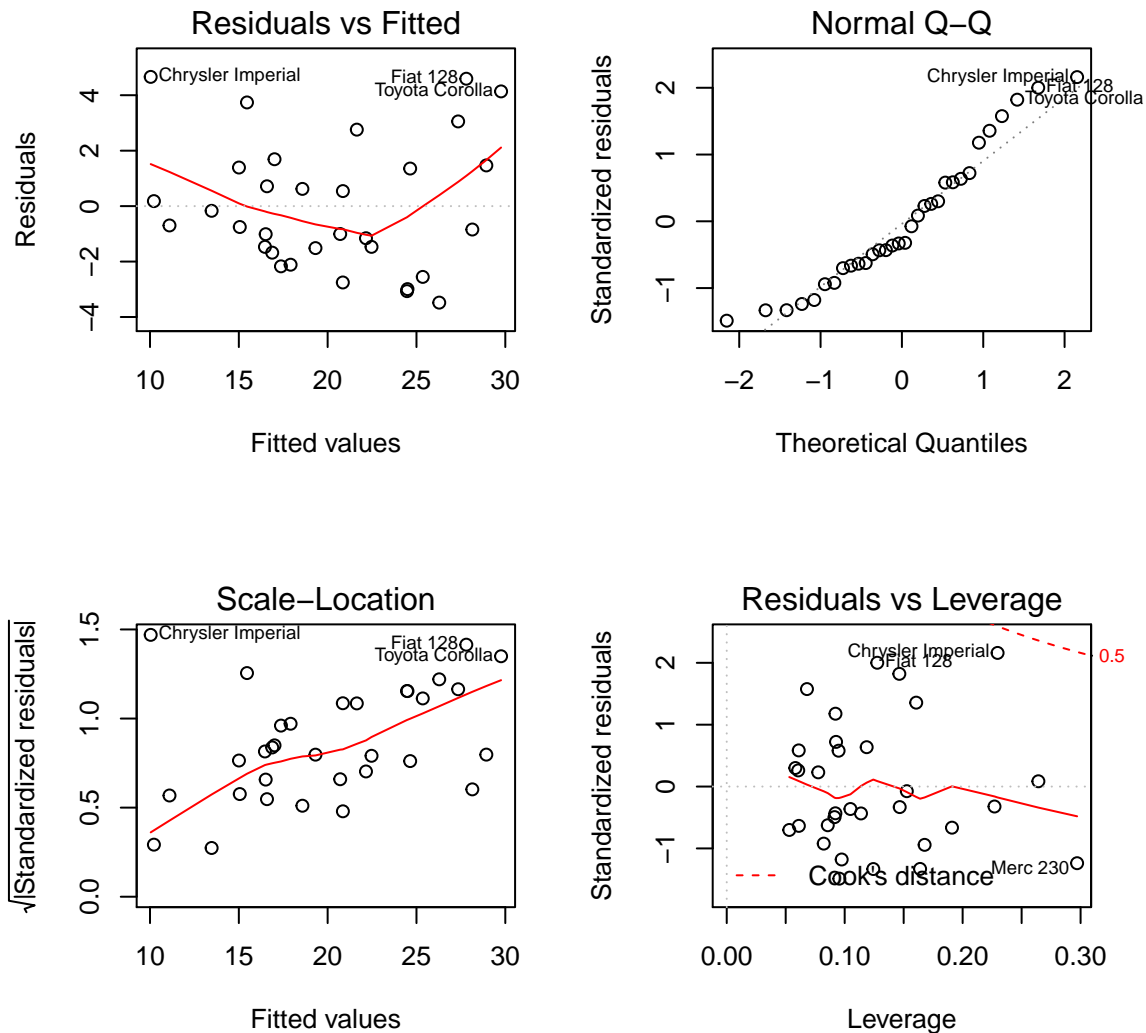 Residuals vs Fitted
Residuals
4
2
0
−2
−4
Chrysler Imperial
Fiat 128
Toyota Corolla
10 15 20 25 30
Fitted values
Normal Q−Q
Standardized residuals
2
1
0
−1
Chrysler Imperial
Fiat 128
Toyota Corolla
−2 −1 0 1 2
Theoretical Quantiles
Scale−Location
√|Standardized residuals|
1.5
1.0
0.5
0.0
Chrysler Imperial
Fiat 128
Toyota Corolla
10 15 20 25 30
Fitted values
Residuals vs Leverage
Standardized residuals
2
1
0
−1
Chrysler Imperial
Fiat 128
0.5
Merc 230
Cook's distance
0.00 0.10 0.20 0.30
Leverage